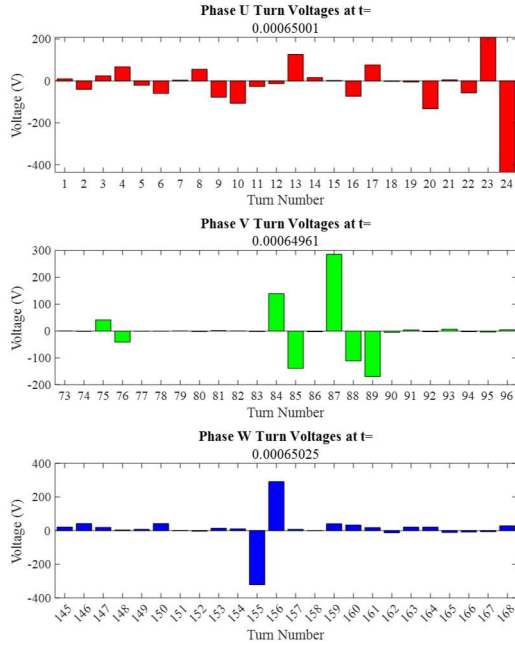 Phase U Turn Voltages at t=
0.00065001
Voltage (V)
200
0
-200
-400
1 2 3 4 5 6 7 8 9 10 11 12 13 14 15 16 17 18 19 20 21 22 23 24
Turn Number
Phase V Turn Voltages at t=
0.00064961
Voltage (V)
300
200
100
0
-100
-200
73 74 75 76 77 78 79 80 81 82 83 84 85 86 87 88 89 90 91 92 93 94 95 96
Turn Number
Phase W Turn Voltages at t=
0.00065025
Voltage (V)
400
200
0
-200
-400
145 146 147 148 149 150 151 152 153 154 155 156 157 158 159 160 161 162 163 164 165 166 167 168
Turn Number